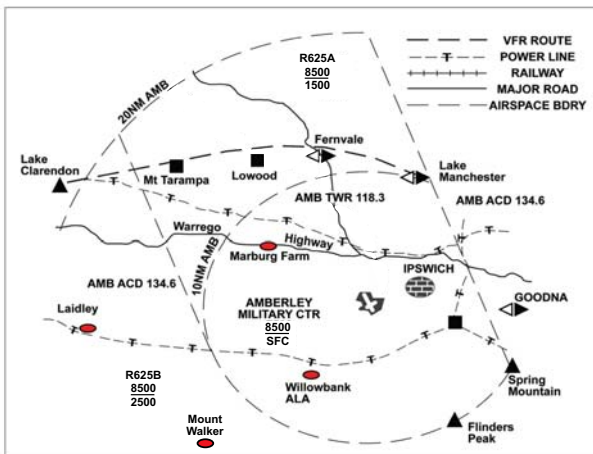 R625A
8500
1500
VFR ROUTE
POWER LINE
RAILWAY
MAJOR ROAD
AIRSPACE BDRY
20NM AMB
Fernvale
Lake
Clarendon
Mt Tarampa
Lowood
Lake
Manchester
AMB TWR 118.3
AMB ACD 134.6
Warrego
Highway
Marburg Farm
IPSWICH
AMB ACD 134.6
10NM AMB
AMBERLEY
MILITARY CTR
8500
SFC
GOODNA
Laidley
R625B
8500
2500
Willowbank
ALA
Spring
Mountain
Mount
Walker
Flinders
Peak
T